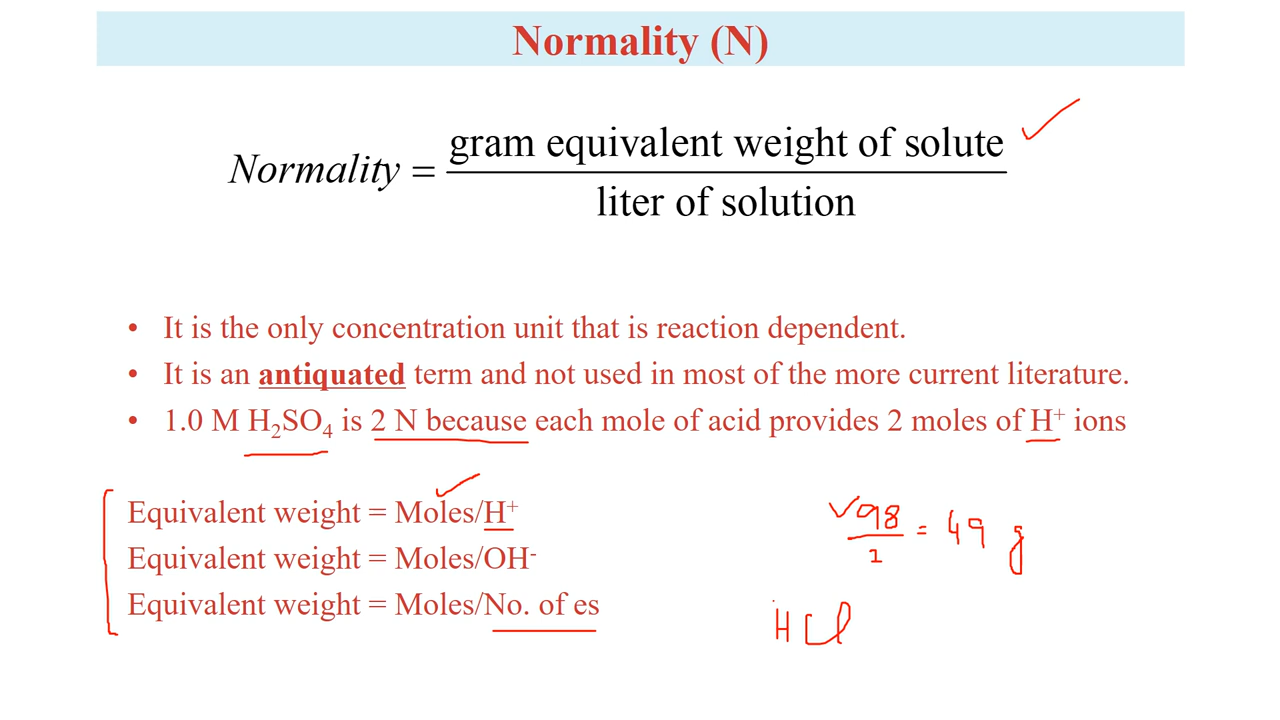 Normality (N)
Normality = gram equivalent weight of solute / liter of solution
• It is the only concentration unit that is reaction dependent.
• It is an antiquated term and not used in most of the more current literature.
• 1.0 M H₂SO₄ is 2 N because each mole of acid provides 2 moles of H⁺ ions
Equivalent weight = Moles/H⁺
Equivalent weight = Moles/OH⁻
Equivalent weight = Moles/No. of es
98/2 = 49 g
HCl